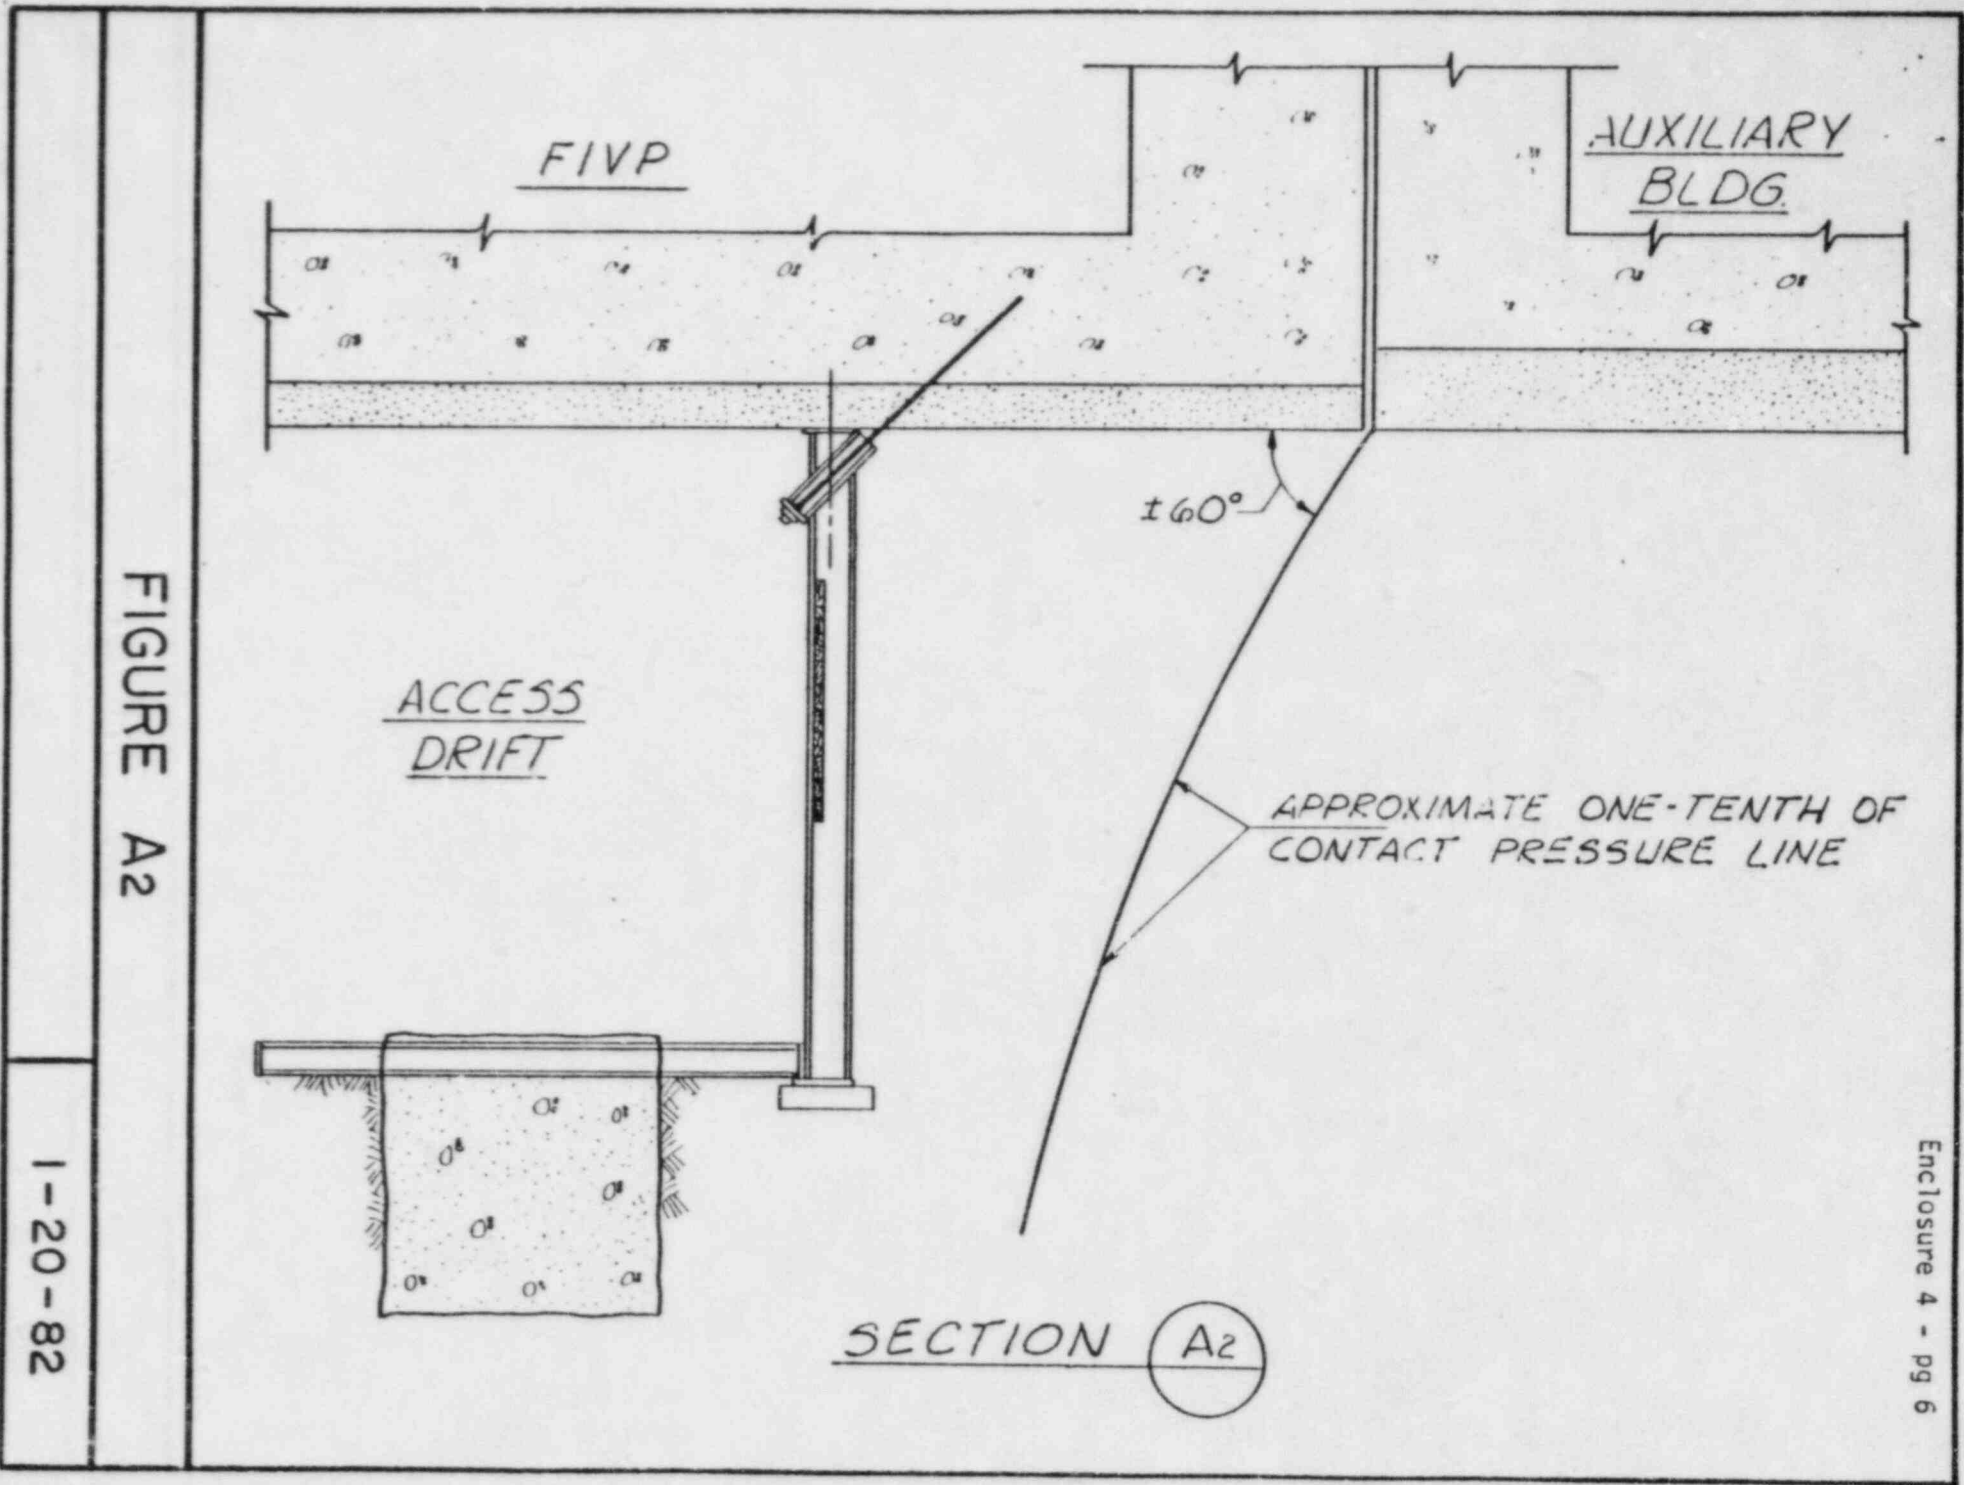 FIVP
AUXILIARY
BLDG.
±60°
ACCESS
DRIFT
APPROXIMATE ONE-TENTH OF
CONTACT PRESSURE LINE
SECTION A2
FIGURE A2
1-20-82
Enclosure 4 - pg 6